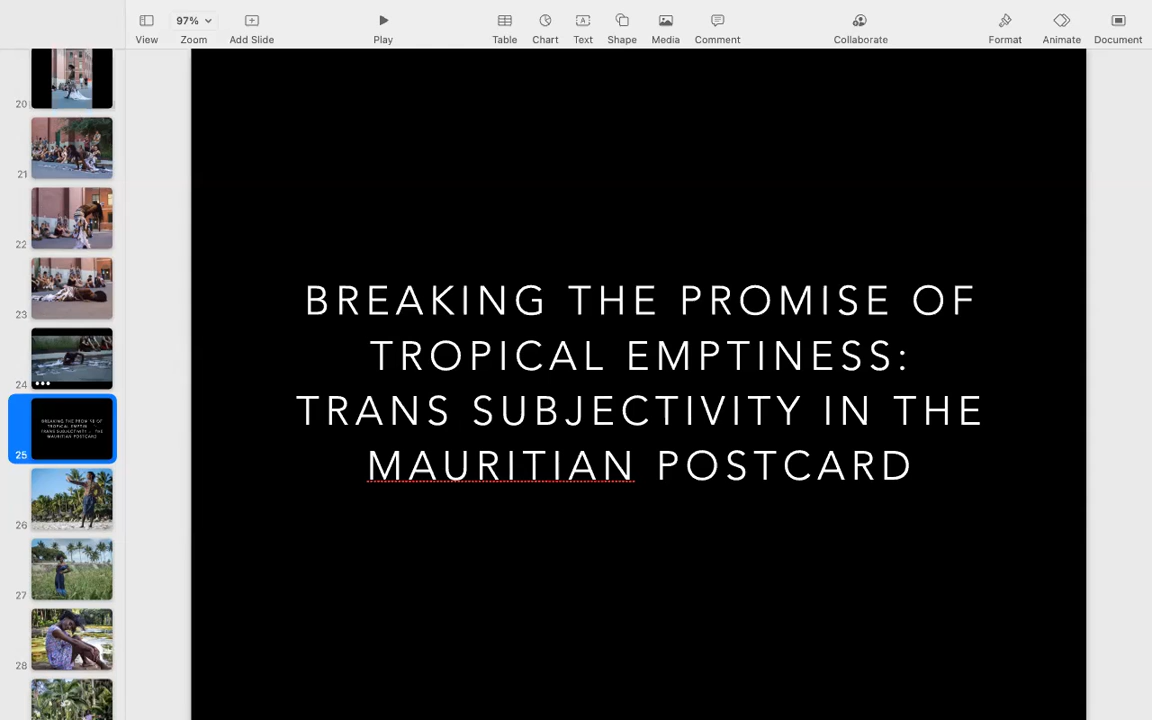 97%
View
Zoom
Add Slide
Play
Table
Chart
Text
Shape
Media
Comment
Collaborate
Format
Animate
Document
20
21
22
23
24
25
26
27
28
BREAKING THE PROMISE OF
TROPICAL EMPTINESS:
TRANS SUBJECTIVITY IN THE
MAURITIAN POSTCARD